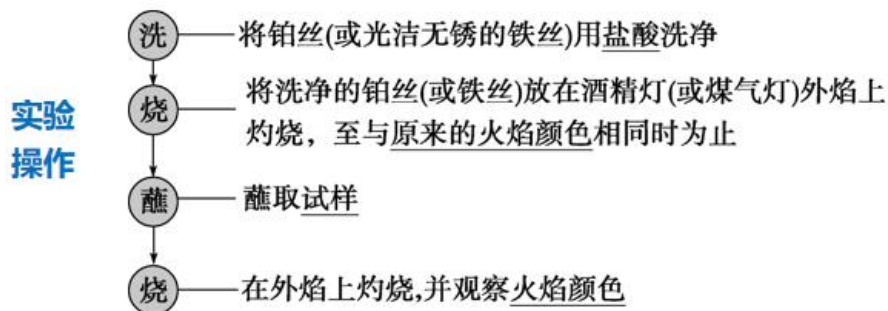 洗 将铂丝(或光洁无锈的铁丝)用盐酸洗净
实验操作
烧 将洗净的铂丝(或铁丝)放在酒精灯(或煤气灯)外焰上
灼烧，至与原来的火焰颜色相同时为止
蘸 蘸取试样
烧 在外焰上灼烧,并观察火焰颜色